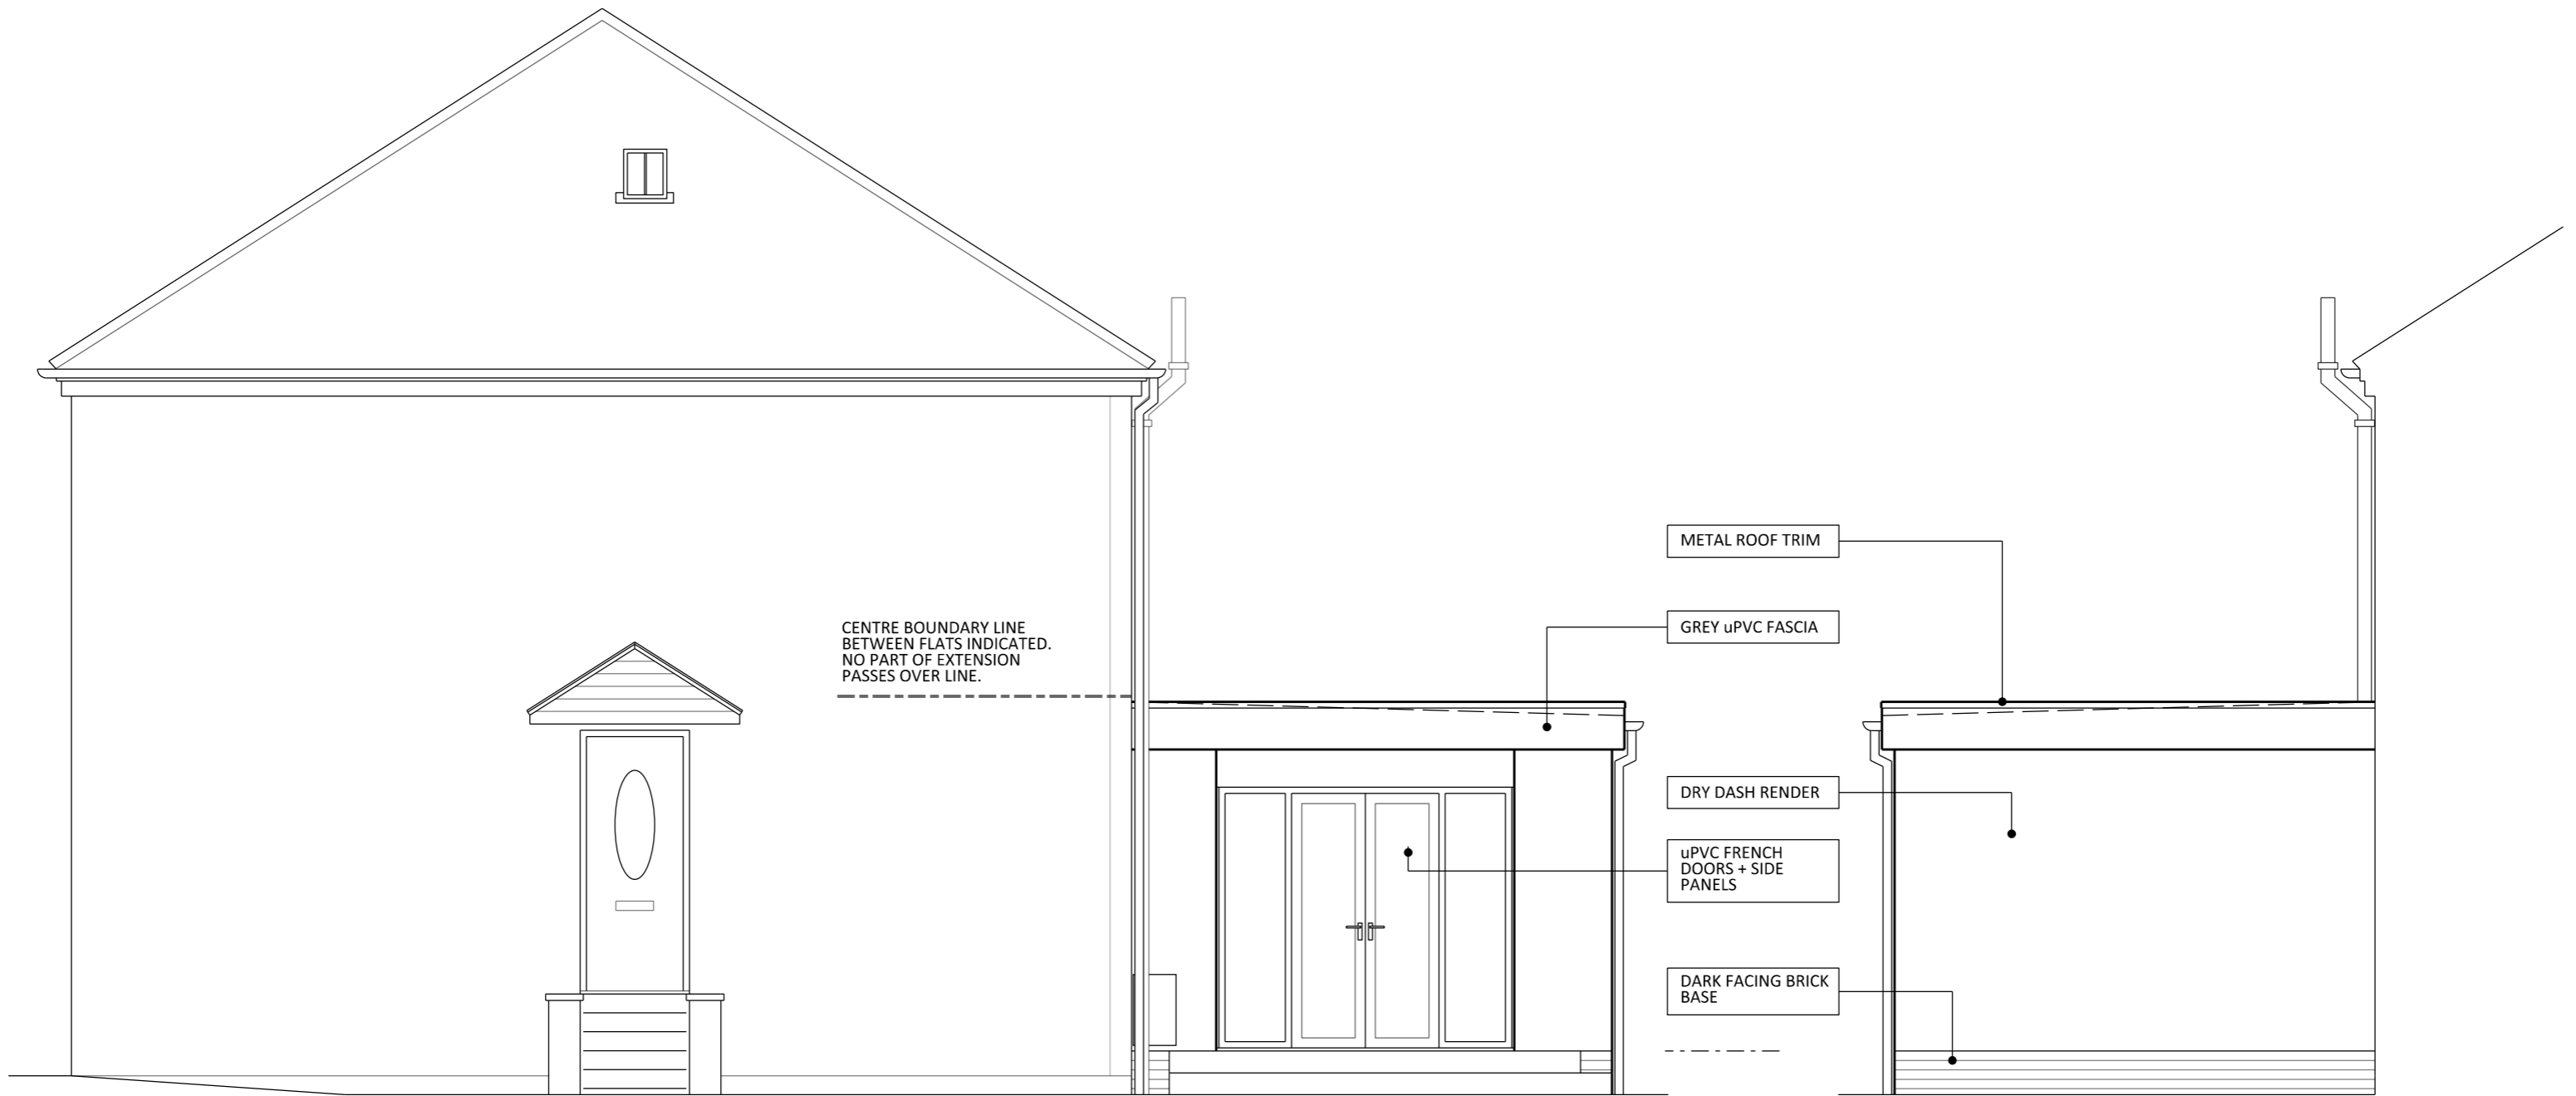 CENTRE BOUNDARY LINE
BETWEEN FLATS INDICATED.
NO PART OF EXTENSION
PASSES OVER LINE.
METAL ROOF TRIM
GREY uPVC FASCIA
DRY DASH RENDER
uPVC FRENCH
DOORS + SIDE
PANELS
DARK FACING BRICK
BASE